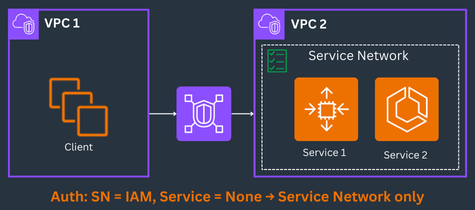 VPC 1
VPC 2
Service Network
Client
Service 1
Service 2
Auth: SN = IAM, Service = None → Service Network only